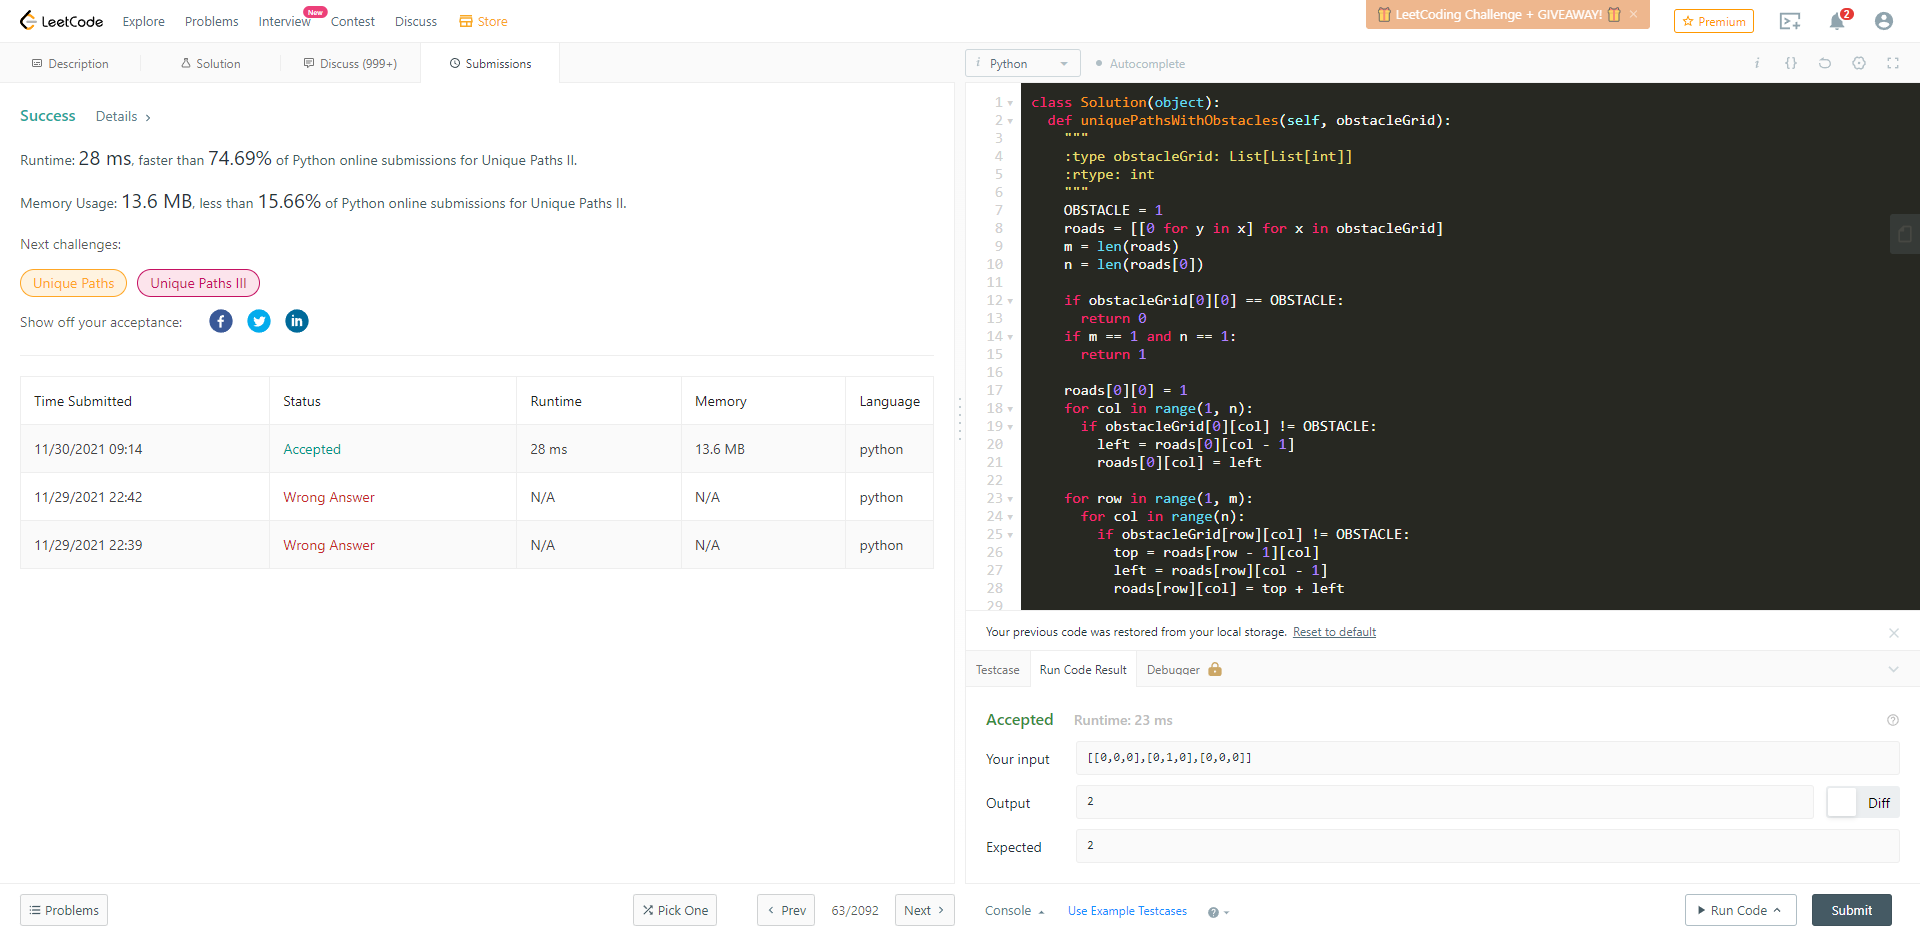 LeetCode Explore Problems Interview New Contest Discuss Store LeetCoding Challenge + GIVEAWAY! × Premium 2
Description Solution Discuss (999+) Submissions
Success Details >
Runtime: 28 ms, faster than 74.69% of Python online submissions for Unique Paths II.
Memory Usage: 13.6 MB, less than 15.66% of Python online submissions for Unique Paths II.
Next challenges:
Unique Paths Unique Paths III
Show off your acceptance:
Time Submitted Status Runtime Memory Language
11/30/2021 09:14 Accepted 28 ms 13.6 MB python
11/29/2021 22:42 Wrong Answer N/A N/A python
11/29/2021 22:39 Wrong Answer N/A N/A python
Problems Pick One < Prev 63/2092 Next >
i Python Autocomplete i {}
1 class Solution(object):
2   def uniquePathsWithObstacles(self, obstacleGrid):
3     """
4     :type obstacleGrid: List[List[int]]
5     :rtype: int
6     """
7     OBSTACLE = 1
8     roads = [[0 for y in x] for x in obstacleGrid]
9     m = len(roads)
10     n = len(roads[0])
11
12     if obstacleGrid[0][0] == OBSTACLE:
13       return 0
14     if m == 1 and n == 1:
15       return 1
16
17     roads[0][0] = 1
18     for col in range(1, n):
19       if obstacleGrid[0][col] != OBSTACLE:
20         left = roads[0][col - 1]
21         roads[0][col] = left
22
23     for row in range(1, m):
24       for col in range(n):
25         if obstacleGrid[row][col] != OBSTACLE:
26           top = roads[row - 1][col]
27           left = roads[row][col - 1]
28           roads[row][col] = top + left
29
Your previous code was restored from your local storage. Reset to default
Testcase Run Code Result Debugger
Accepted Runtime: 23 ms
Your input [[0,0,0],[0,1,0],[0,0,0]]
Output 2 Diff
Expected 2
Console Use Example Testcases Run Code Submit